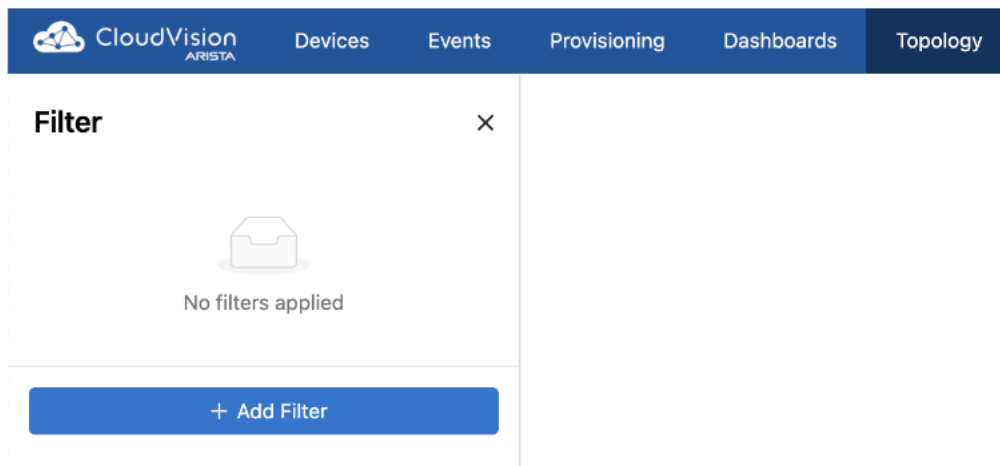 CloudVision
ARISTA
Devices Events Provisioning Dashboards Topology
Filter
No filters applied
+ Add Filter